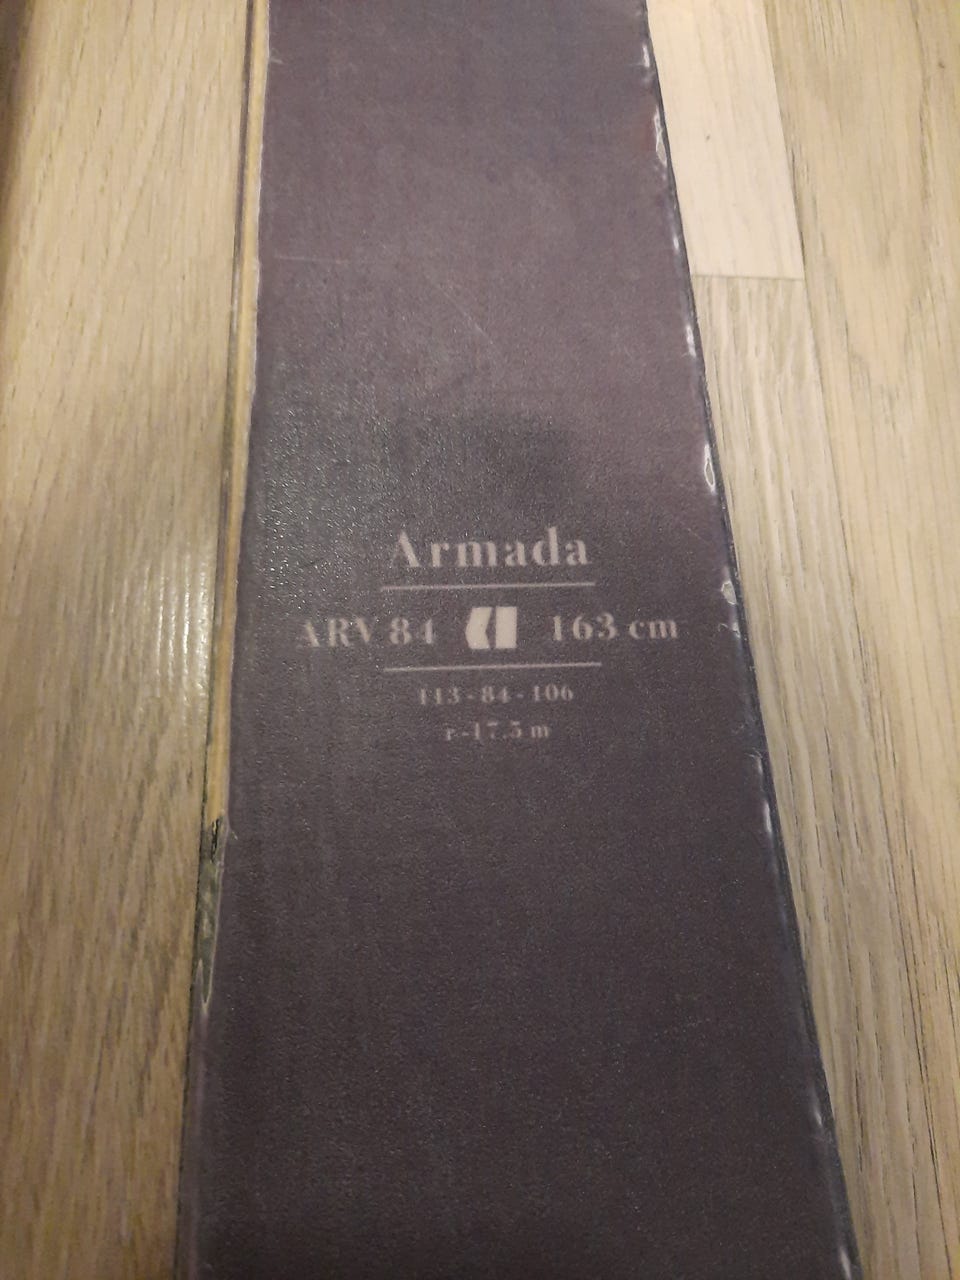 Armada
ARV 84 163 cm
113-84-106
r-17.5 m